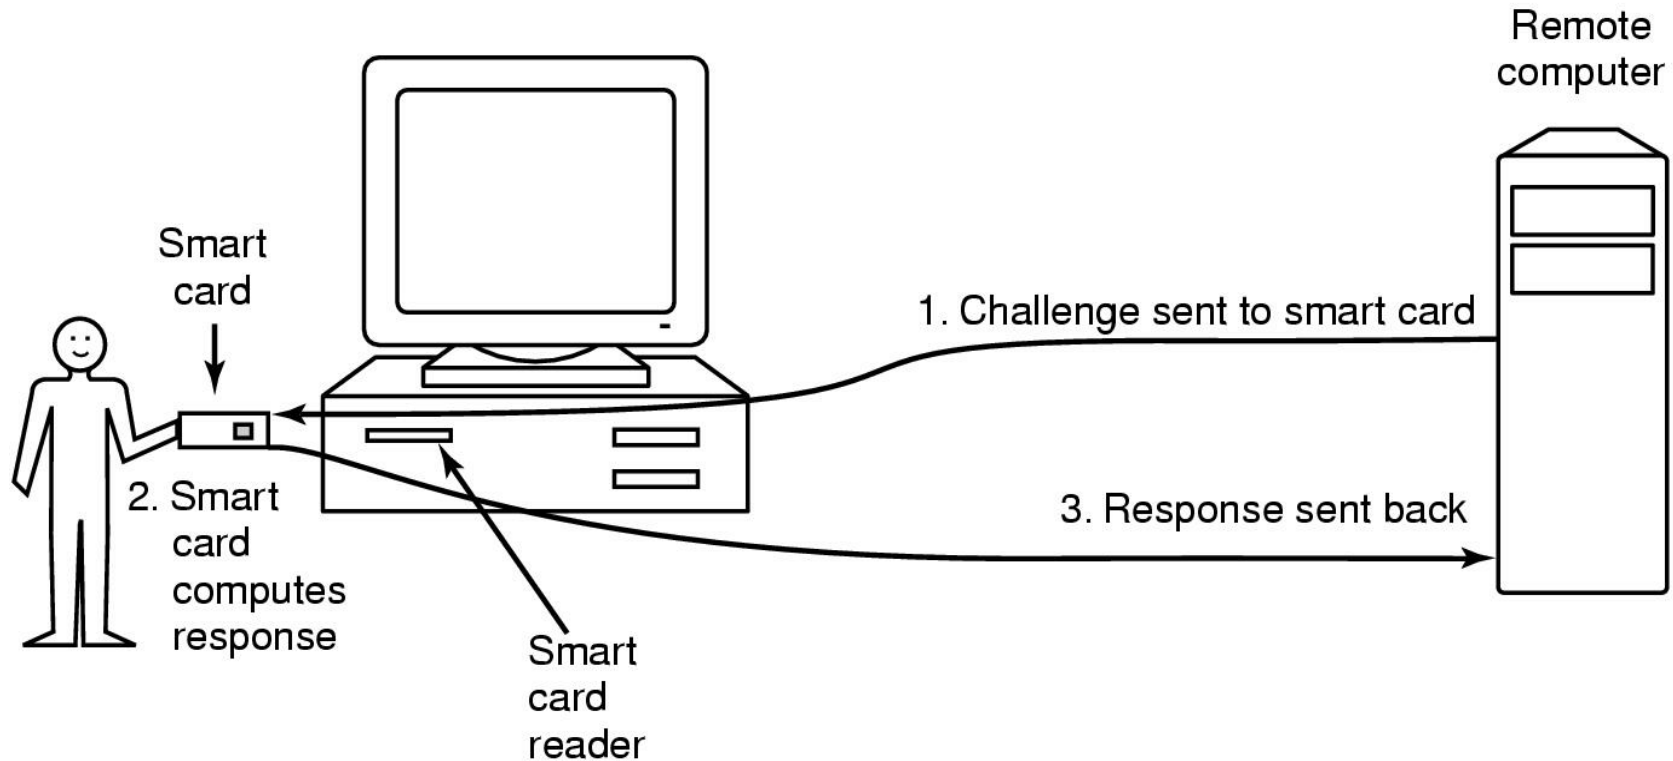 Remote
computer
Smart
card
1. Challenge sent to smart card
2. Smart
card
computes
response
3. Response sent back
Smart
card
reader